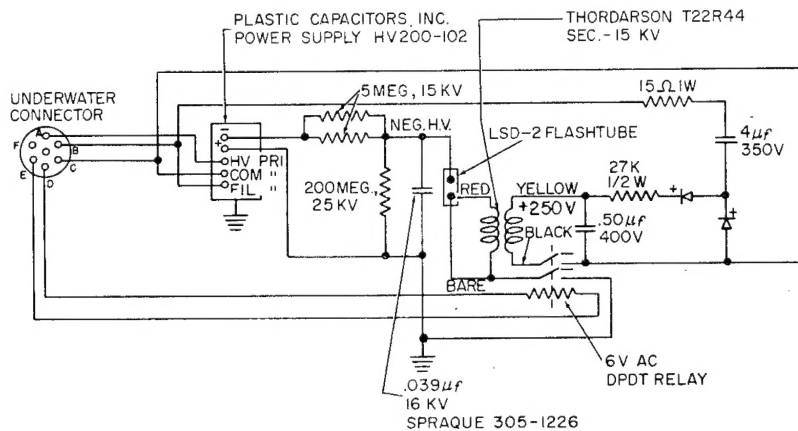 PLASTIC CAPACITORS, INC.
POWER SUPPLY HV200-102
THORDARSON T22R44
SEC.-15 KV
5 MEG, 15 KV
15Ω 1W
UNDERWATER
CONNECTOR
NEG. H.V.
LSD-2 FLASHTUBE
4µf
350V
A
F
B
E
C
D
−
+
HV PRI
COM "
FIL "
RED
YELLOW
+250V
27K
1/2 W
+
+
200MEG.,
25 KV
.50µf
400V
BLACK
BARE
6V AC
DPDT RELAY
.039µf
16 KV
SPRAQUE 305-1226